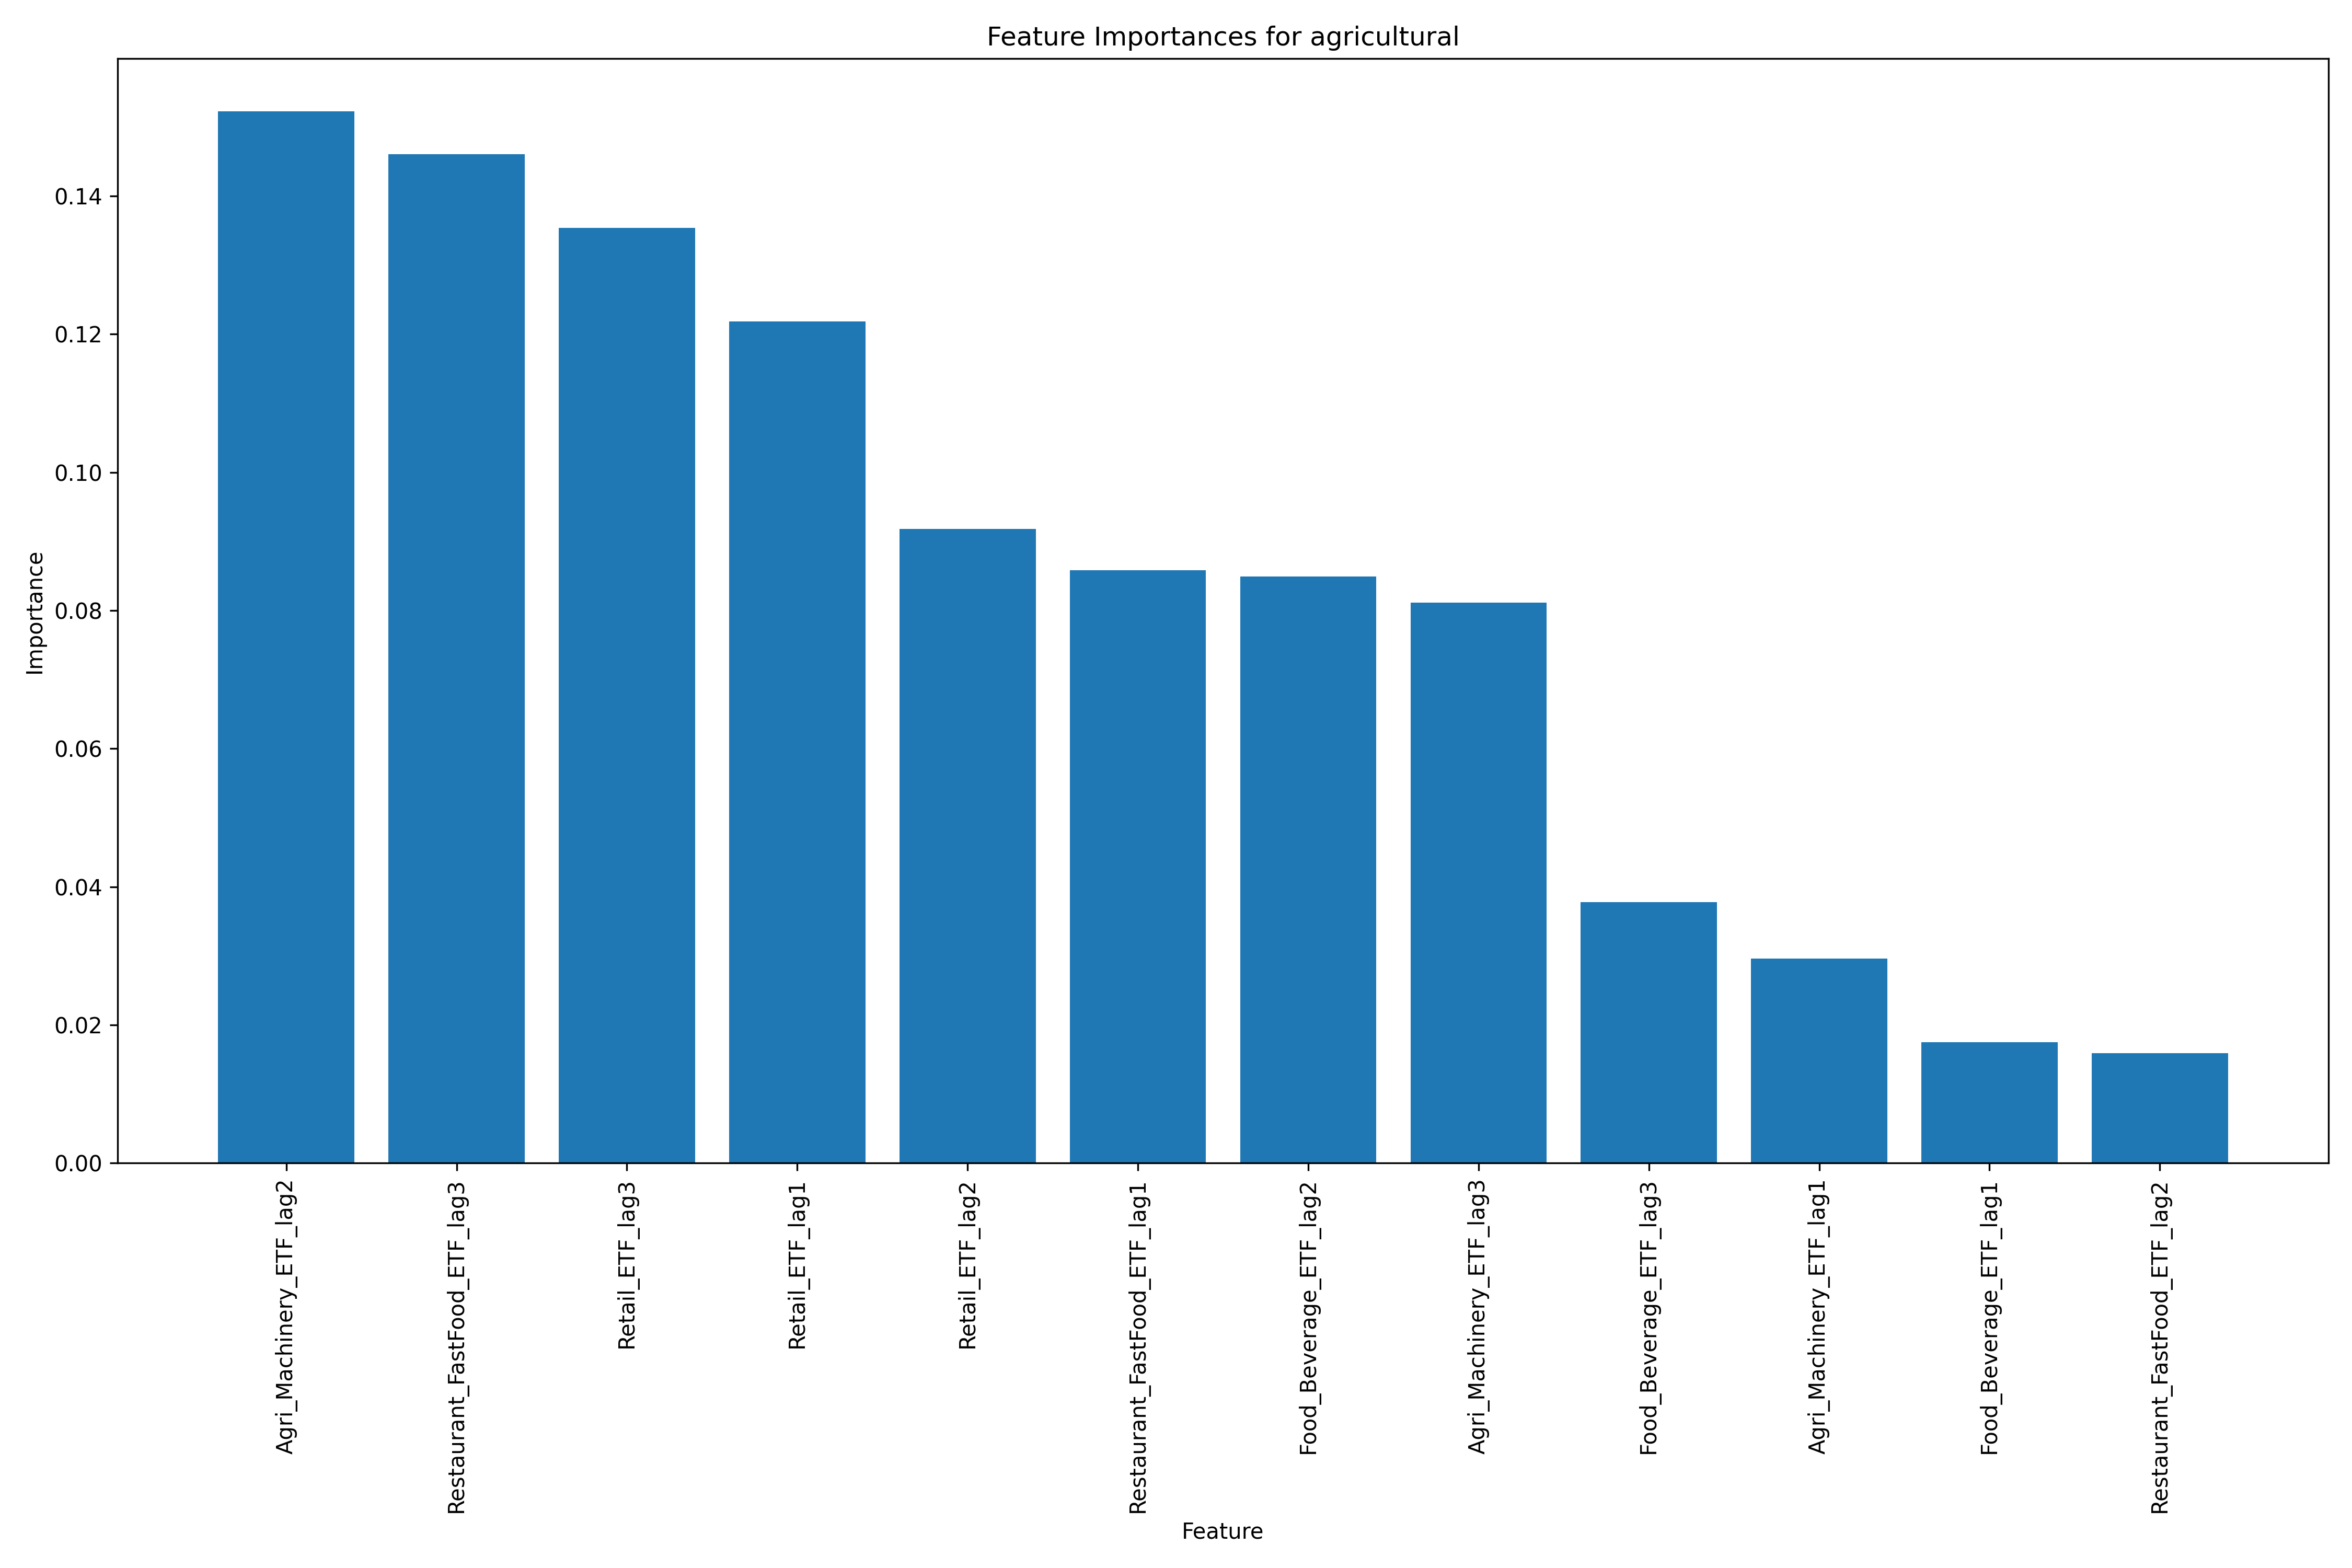 Feature Importances for agricultural
Importance
0.14
0.12
0.10
0.08
0.06
0.04
0.02
0.00
Agri_Machinery_ETF_lag2
Restaurant_FastFood_ETF_lag3
Retail_ETF_lag3
Retail_ETF_lag1
Retail_ETF_lag2
Restaurant_FastFood_ETF_lag1
Food_Beverage_ETF_lag2
Agri_Machinery_ETF_lag3
Food_Beverage_ETF_lag3
Agri_Machinery_ETF_lag1
Food_Beverage_ETF_lag1
Restaurant_FastFood_ETF_lag2
Feature